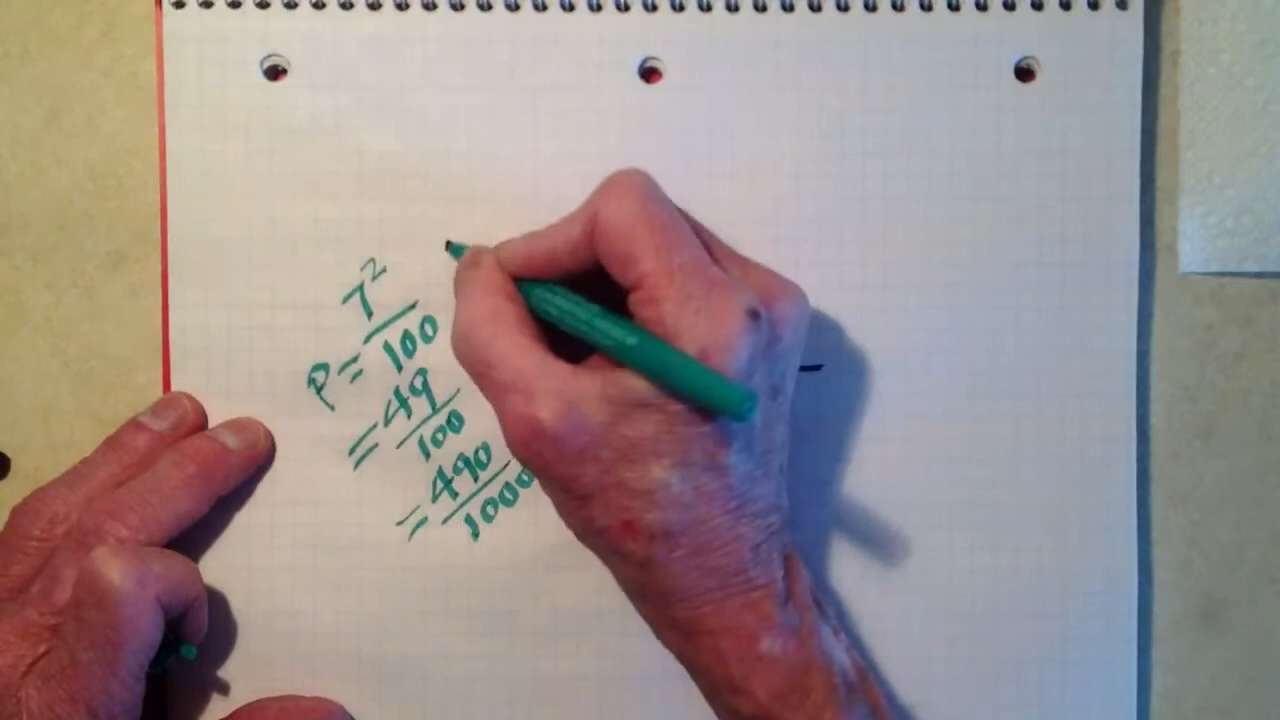 P = 7²/100
= 49/100
= 490/1000